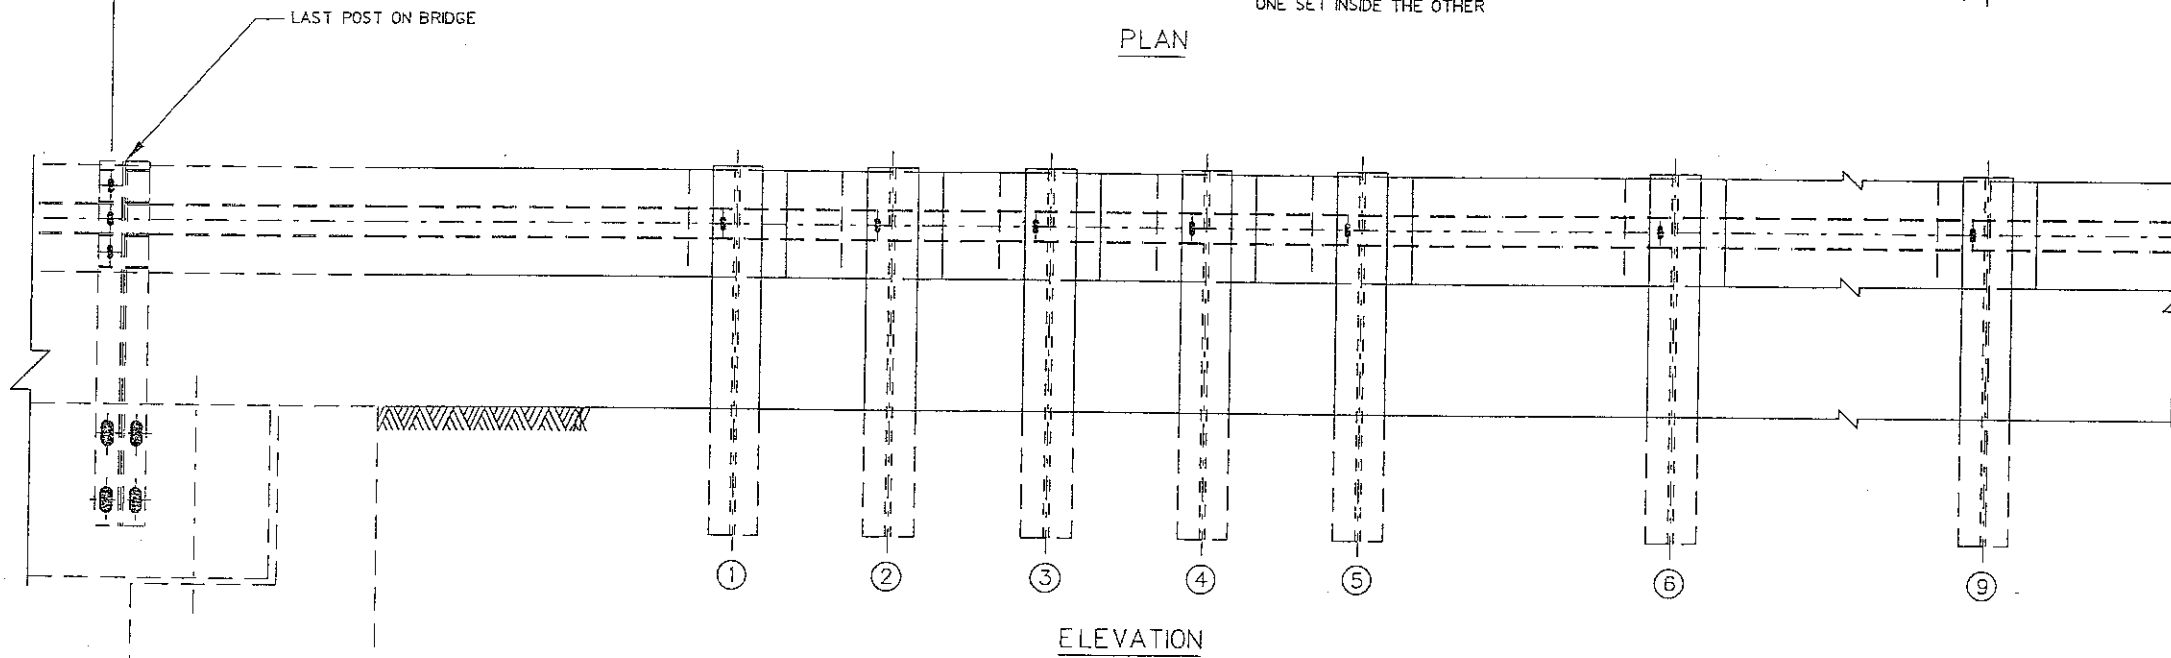 LAST POST ON BRIDGE
ONE SET INSIDE THE OTHER
PLAN
1 2 3 4 5 6 9
ELEVATION